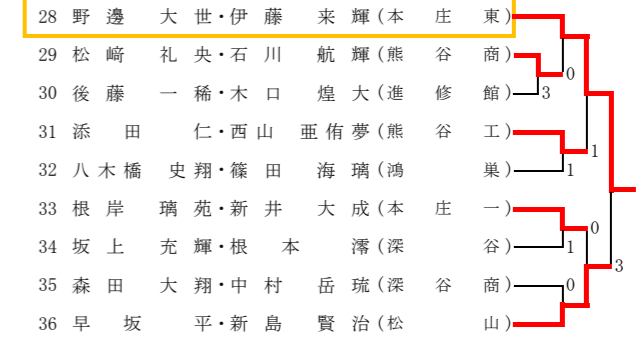 28 野邊 大世・伊藤 来輝(本庄東)
29 松﨑 礼央・石川 航輝(熊谷商) 0
30 後藤 一稀・木口 煌大(進修館) 3
31 添田 仁・西山 亜侑夢(熊谷工) 1
32 八木橋 史翔・篠田 海璃(鴻巣) 1
33 根岸 璃苑・新井 大成(本庄一) 0
34 坂上 充輝・根本 澪(深谷) 1
3
35 森田 大翔・中村 岳琉(深谷商) 0
36 早坂 平・新島 賢治(松山)